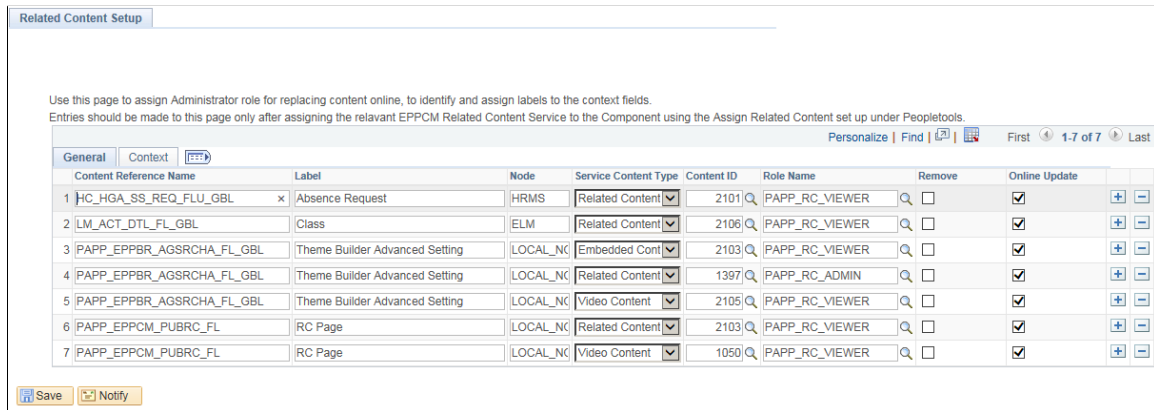 Related Content Setup
Use this page to assign Administrator role for replacing content online, to identify and assign labels to the context fields.
Entries should be made to this page only after assigning the relavant EPPCM Related Content Service to the Component using the Assign Related Content set up under Peopletools.
Personalize | Find | | First 1-7 of 7 Last
General Context
Content Reference Name Label Node Service Content Type Content ID Role Name Remove Online Update
1 HC_HGA_SS_REQ_FLU_GBL × Absence Request HRMS Related Content 2101 PAPP_RC_VIEWER + −
2 LM_ACT_DTL_FL_GBL Class ELM Related Content 2106 PAPP_RC_VIEWER + −
3 PAPP_EPPBR_AGSRCHA_FL_GBL Theme Builder Advanced Setting LOCAL_NO Embedded Cont 2103 PAPP_RC_VIEWER + −
4 PAPP_EPPBR_AGSRCHA_FL_GBL Theme Builder Advanced Setting LOCAL_NO Related Content 1397 PAPP_RC_ADMIN + −
5 PAPP_EPPBR_AGSRCHA_FL_GBL Theme Builder Advanced Setting LOCAL_NO Video Content 2105 PAPP_RC_VIEWER + −
6 PAPP_EPPCM_PUBRC_FL RC Page LOCAL_NO Related Content 2103 PAPP_RC_VIEWER + −
7 PAPP_EPPCM_PUBRC_FL RC Page LOCAL_NO Video Content 1050 PAPP_RC_VIEWER + −
Save Notify